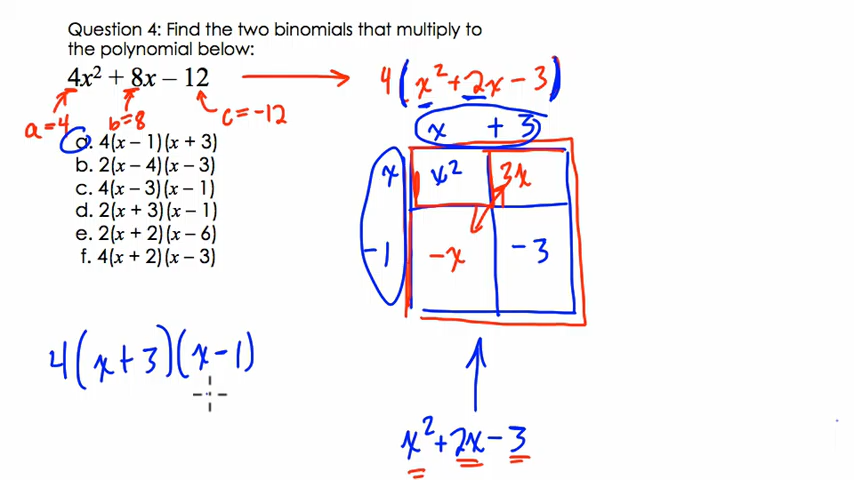 Question 4: Find the two binomials that multiply to
the polynomial below:
4x² + 8x − 12
4(x²+2x−3)
a=4
b=8
c=−12
a. 4(x − 1)(x + 3)
b. 2(x − 4)(x − 3)
c. 4(x − 3)(x − 1)
d. 2(x + 3)(x − 1)
e. 2(x + 2)(x − 6)
f. 4(x + 2)(x − 3)
x + 3
x x² 3x
−1 −x −3
4(x+3)(x−1)
x²+2x−3